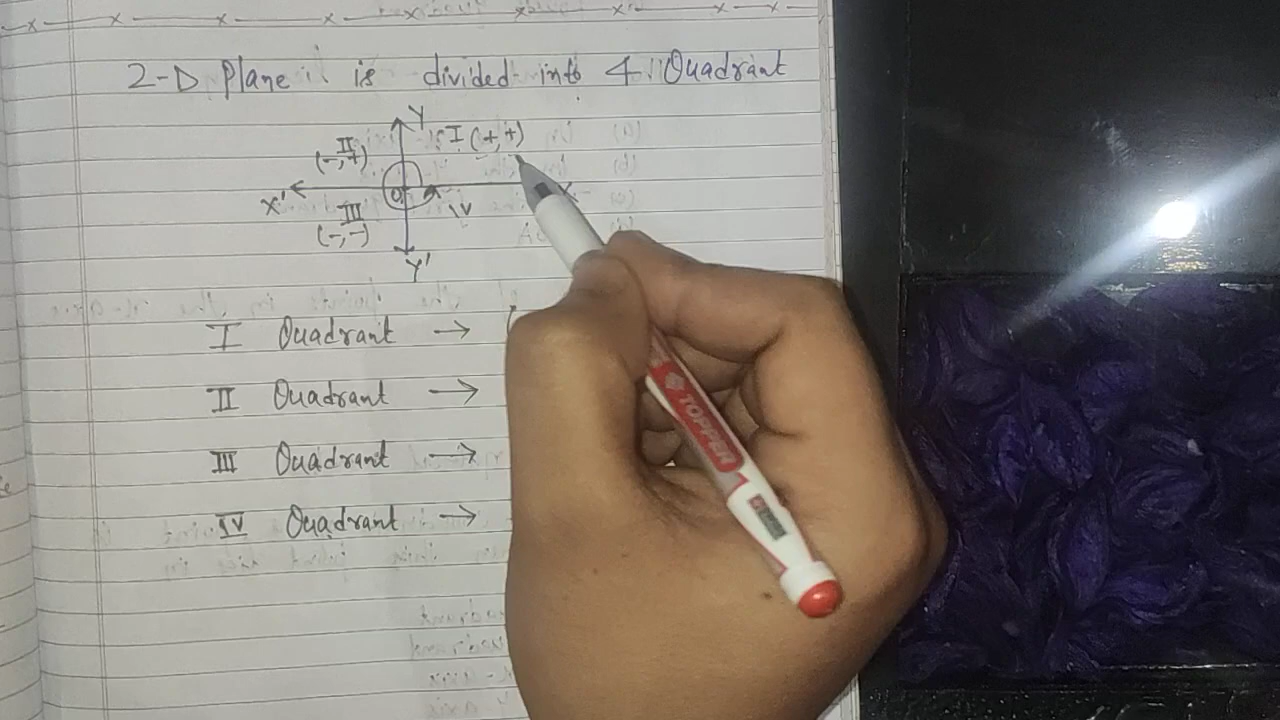 2-D Plane is divided into 4 Quadrant
Y
II I (+,+)
(-,+)
X' O X
III IV
(-,-)
Y'
I Quadrant →
II Quadrant →
III Quadrant →
IV Quadrant →
TOPPER